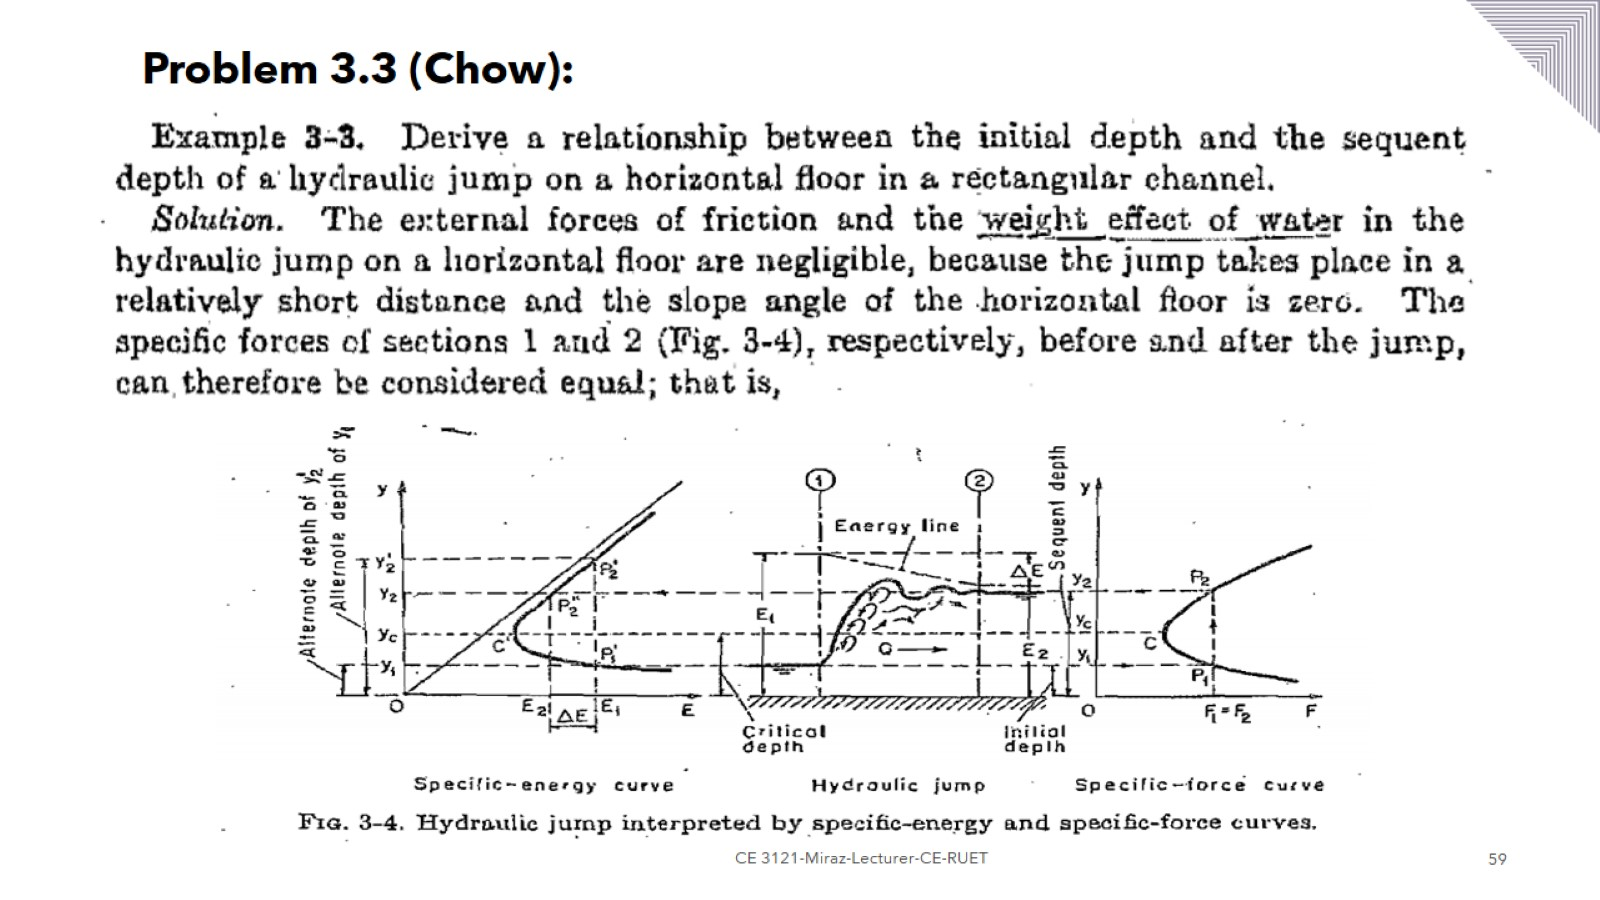 Problem 3.3 (Chow):
Example 3-3. Derive a relationship between the initial depth and the sequent
depth of a hydraulic jump on a horizontal floor in a rectangular channel.
Solution. The external forces of friction and the weight effect of water in the
hydraulic jump on a horizontal floor are negligible, because the jump takes place in a
relatively short distance and the slope angle of the horizontal floor is zero. The
specific forces of sections 1 and 2 (Fig. 3-4), respectively, before and after the jump,
can therefore be considered equal; that is,
Alternate depth of y₂'
Alternate depth of y₁
y
y₂'
y₂
yc
y₁
O
P₂'
P₂"
C'
P₁'
E₂
ΔE
E₁
E
1
2
Energy line
E₁
Q
ΔE
E₂
Critical
depth
Initial
depth
Sequent depth
y
y₂
yc
y₁
O
P₂
C
P₁
F₁ = F₂
F
Specific-energy curve
Hydraulic jump
Specific-force curve
FIG. 3-4. Hydraulic jump interpreted by specific-energy and specific-force curves.
CE 3121-Miraz-Lecturer-CE-RUET
59